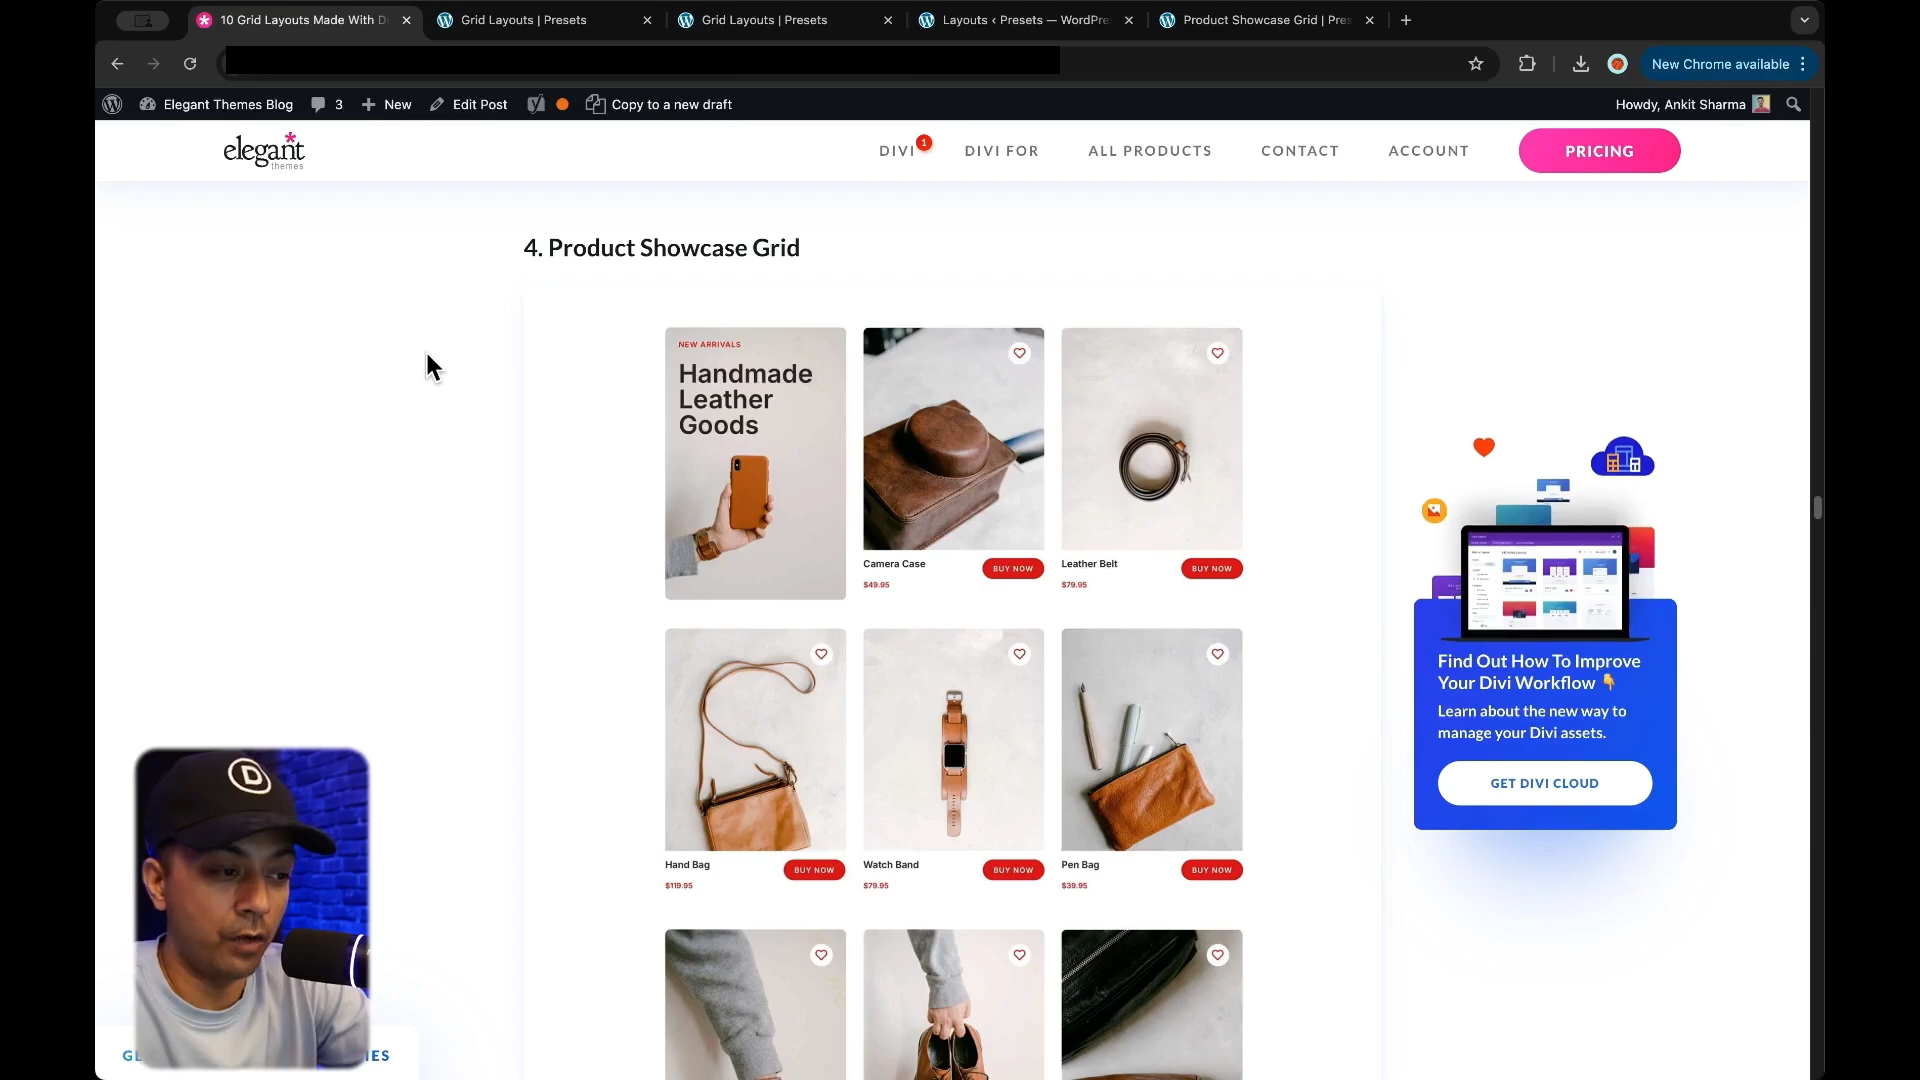 10 Grid Layouts Made With D
Grid Layouts | Presets
Grid Layouts | Presets
Layouts ‹ Presets — WordPre
Product Showcase Grid | Pres
New Chrome available
Elegant Themes Blog
3
New
Edit Post
Copy to a new draft
Howdy, Ankit Sharma
elegant
themes
DIVI
1
DIVI FOR
ALL PRODUCTS
CONTACT
ACCOUNT
PRICING
4. Product Showcase Grid
NEW ARRIVALS
Handmade
Leather
Goods
Camera Case
$49.95
BUY NOW
Leather Belt
$79.95
BUY NOW
Hand Bag
$119.95
BUY NOW
Watch Band
$79.95
BUY NOW
Pen Bag
$39.95
BUY NOW
Find Out How To Improve
Your Divi Workflow 👇
Learn about the new way to
manage your Divi assets.
GET DIVI CLOUD
D